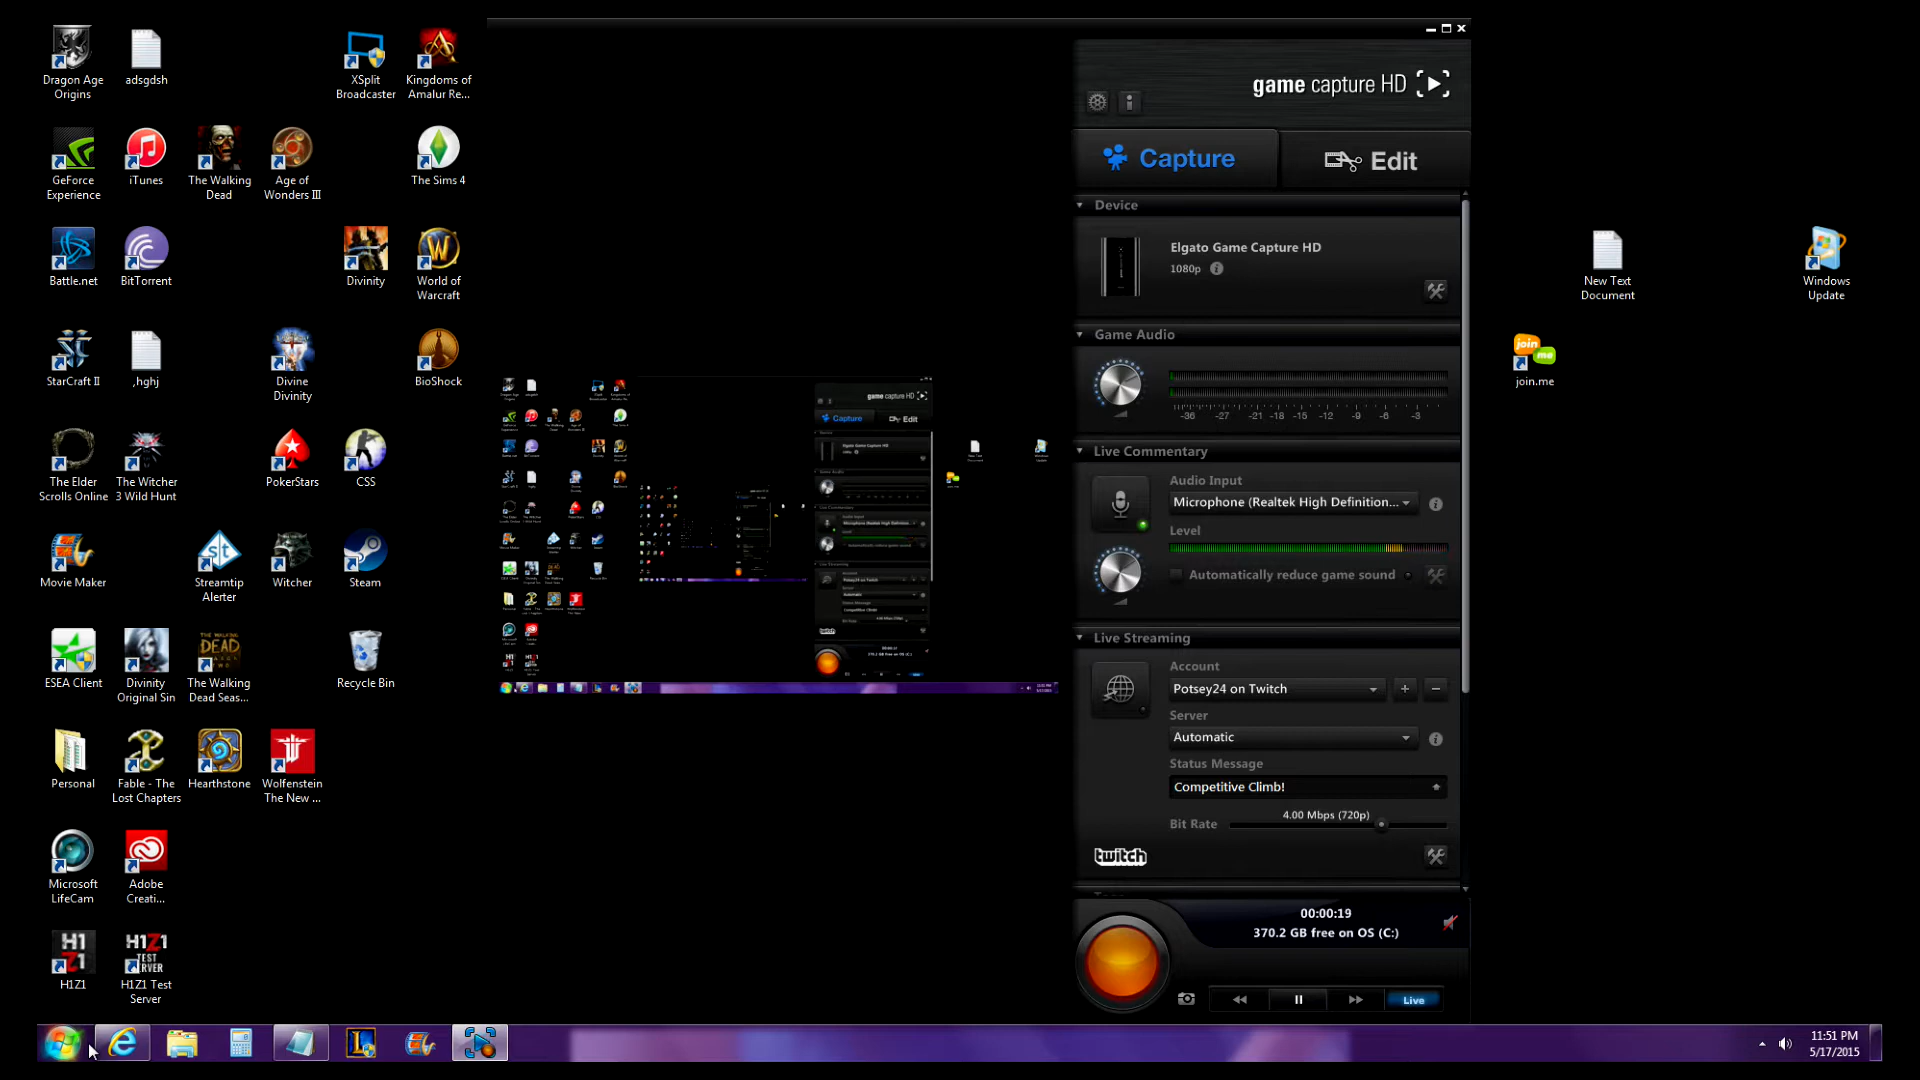 Dragon Age
Origins
adsgdsh
XSplit
Broadcaster
Kingdoms of
Amalur Re...
GeForce
Experience
iTunes
The Walking
Dead
Age of
Wonders III
The Sims 4
Battle.net
BitTorrent
Divinity
World of
Warcraft
StarCraft II
,hghj
Divine
Divinity
BioShock
The Elder
Scrolls Online
The Witcher
3 Wild Hunt
PokerStars
CSS
Movie Maker
Streamtip
Alerter
Witcher
Steam
ESEA Client
Divinity
Original Sin
The Walking
Dead Seas...
Recycle Bin
Personal
Fable - The
Lost Chapters
Hearthstone
Wolfenstein
The New ...
Microsoft
LifeCam
Adobe
Creati...
H1Z1
H1Z1 Test
Server
game capture HD
Capture
Edit
Device
Elgato Game Capture HD
1080p
Game Audio
-36 -27 -21 -18 -15 -12 -9 -6 -3
Live Commentary
Audio Input
Microphone (Realtek High Definition...
Level
Automatically reduce game sound
Live Streaming
Account
Potsey24 on Twitch
Server
Automatic
Status Message
Competitive Climb!
4.00 Mbps (720p)
Bit Rate
twitch
00:00:19
370.2 GB free on OS (C:)
Live
New Text
Document
Windows
Update
join
me
join.me
11:51 PM
5/17/2015